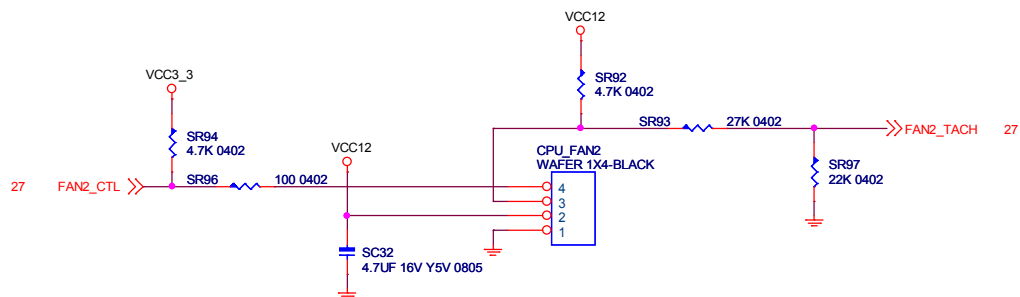 VCC12
VCC3_3
SR92
4.7K 0402
SR94
4.7K 0402
SR93 27K 0402
FAN2_TACH 27
VCC12
CPU_FAN2
WAFER 1X4-BLACK
SR97
22K 0402
27 FAN2_CTL
SR96 100 0402
4
3
2
1
SC32
4.7UF 16V Y5V 0805